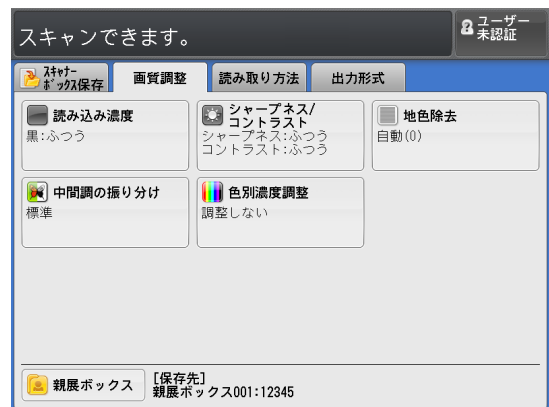 スキャンできます。
ユーザー
未認証
スキャナー
ボックス保存
画質調整
読み取り方法
出力形式
読み込み濃度
黒:ふつう
シャープネス/
コントラスト
シャープネス:ふつう
コントラスト:ふつう
地色除去
自動(0)
中間調の振り分け
標準
色別濃度調整
調整しない
親展ボックス
[保存先]
親展ボックス001:12345